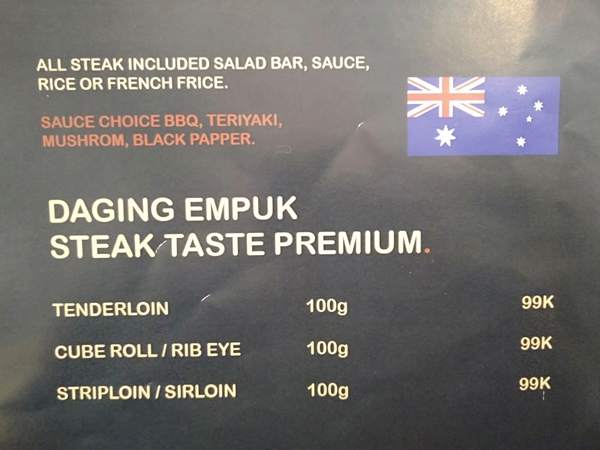 ALL STEAK INCLUDED SALAD BAR, SAUCE,
RICE OR FRENCH FRICE.
SAUCE CHOICE BBQ, TERIYAKI,
MUSHROM, BLACK PAPPER.
DAGING EMPUK
STEAK TASTE PREMIUM.
TENDERLOIN 100g 99K
CUBE ROLL / RIB EYE 100g 99K
STRIPLOIN / SIRLOIN 100g 99K